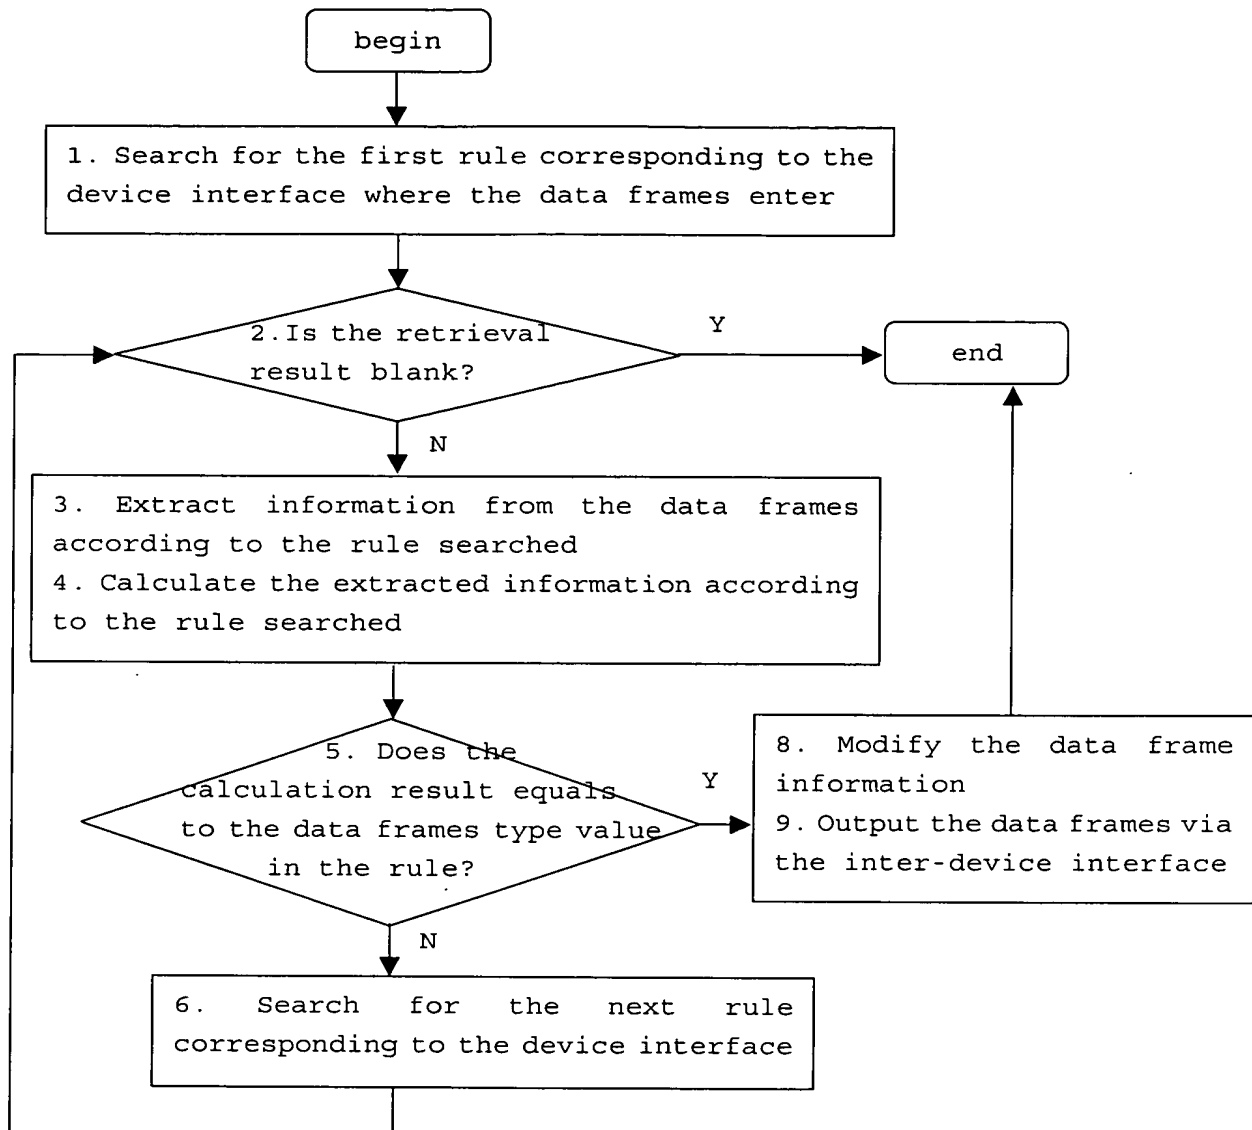 begin
1. Search for the first rule corresponding to the
device interface where the data frames enter
2.Is the retrieval
result blank?
Y
end
N
3. Extract information from the data frames
according to the rule searched
4. Calculate the extracted information according
to the rule searched
5. Does the
calculation result equals
to the data frames type value
in the rule?
Y
8. Modify the data frame
information
9. Output the data frames via
the inter-device interface
N
6. Search for the next rule
corresponding to the device interface